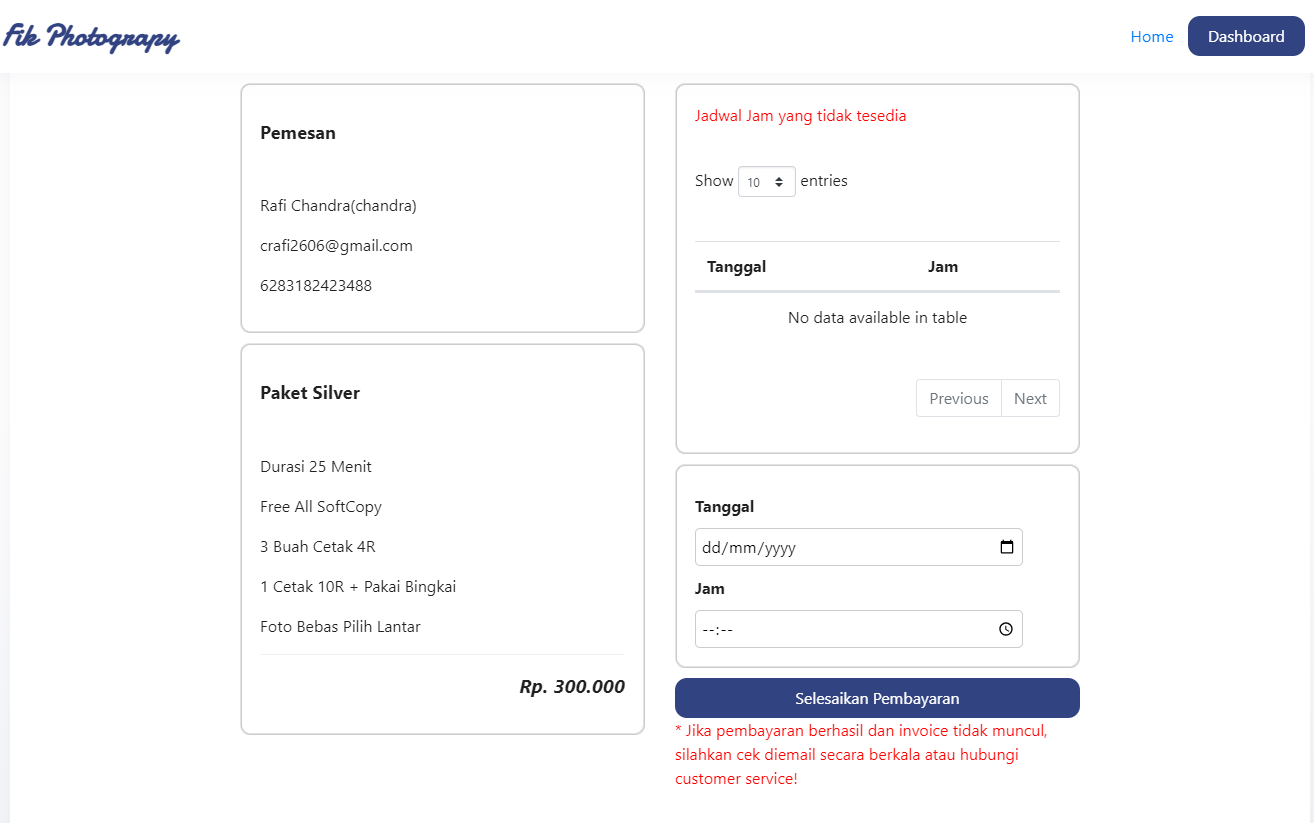 Fik Photograpy
Home
Dashboard
Pemesan
Rafi Chandra(chandra)
crafi2606@gmail.com
6283182423488
Paket Silver
Durasi 25 Menit
Free All SoftCopy
3 Buah Cetak 4R
1 Cetak 10R + Pakai Bingkai
Foto Bebas Pilih Lantar
Rp. 300.000
Jadwal Jam yang tidak tesedia
Show 10 entries
Tanggal Jam
No data available in table
Previous Next
Tanggal
dd/mm/yyyy
Jam
--:--
Selesaikan Pembayaran
* Jika pembayaran berhasil dan invoice tidak muncul,
silahkan cek diemail secara berkala atau hubungi
customer service!